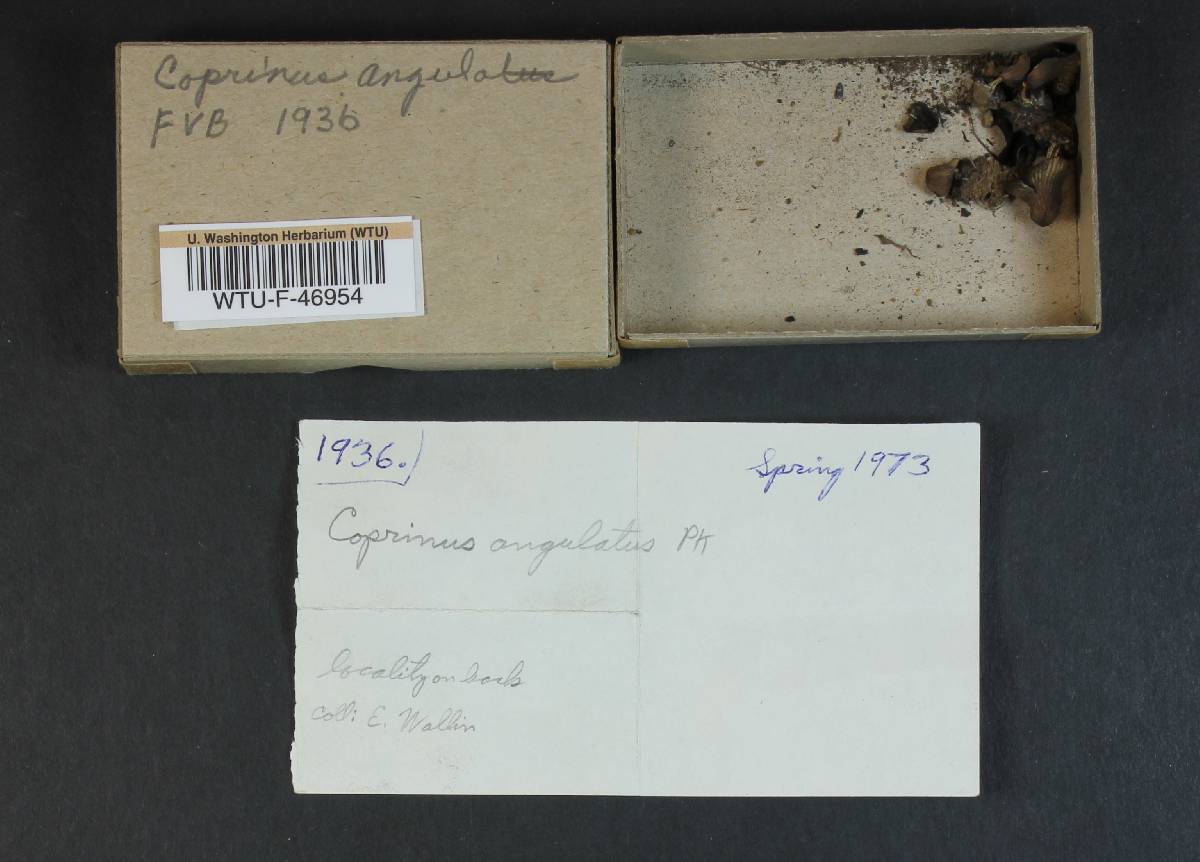 Coprinus angulatus
FVB 1936
U. Washington Herbarium (WTU)
WTU-F-46954
1936.)
Spring 1973
Coprinus angulatus Pk
locality on back
coll: E. Wallin